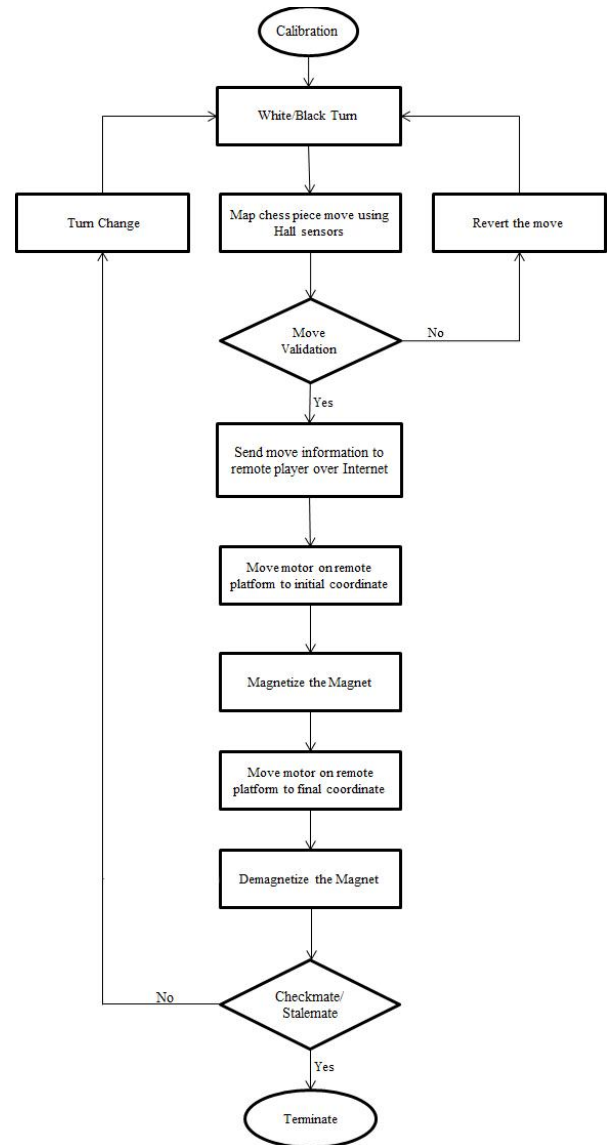 Calibration
White/Black Turn
Turn Change
Map chess piece move using
Hall sensors
Revert the move
Move
Validation
No
Yes
Send move information to
remote player over Internet
Move motor on remote
platform to initial coordinate
Magnetize the Magnet
Move motor on remote
platform to final coordinate
Demagnetize the Magnet
No
Checkmate/
Stalemate
Yes
Terminate